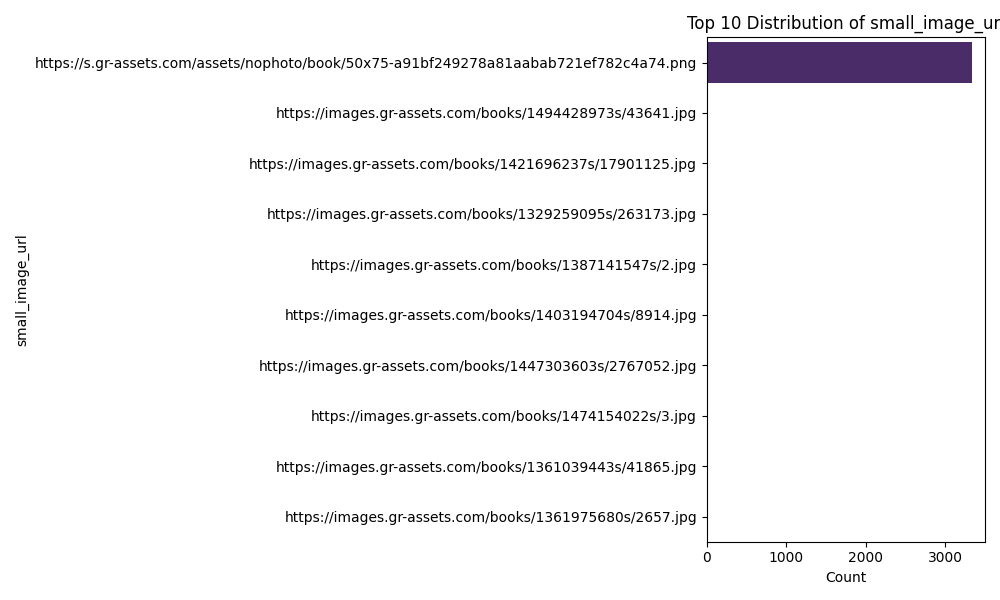 Top 10 Distribution of small_image_ur
https://s.gr-assets.com/assets/nophoto/book/50x75-a91bf249278a81aabab721ef782c4a74.png
https://images.gr-assets.com/books/1494428973s/43641.jpg
https://images.gr-assets.com/books/1421696237s/17901125.jpg
https://images.gr-assets.com/books/1329259095s/263173.jpg
https://images.gr-assets.com/books/1387141547s/2.jpg
https://images.gr-assets.com/books/1403194704s/8914.jpg
https://images.gr-assets.com/books/1447303603s/2767052.jpg
https://images.gr-assets.com/books/1474154022s/3.jpg
https://images.gr-assets.com/books/1361039443s/41865.jpg
https://images.gr-assets.com/books/1361975680s/2657.jpg
small_image_url
0 1000 2000 3000
Count